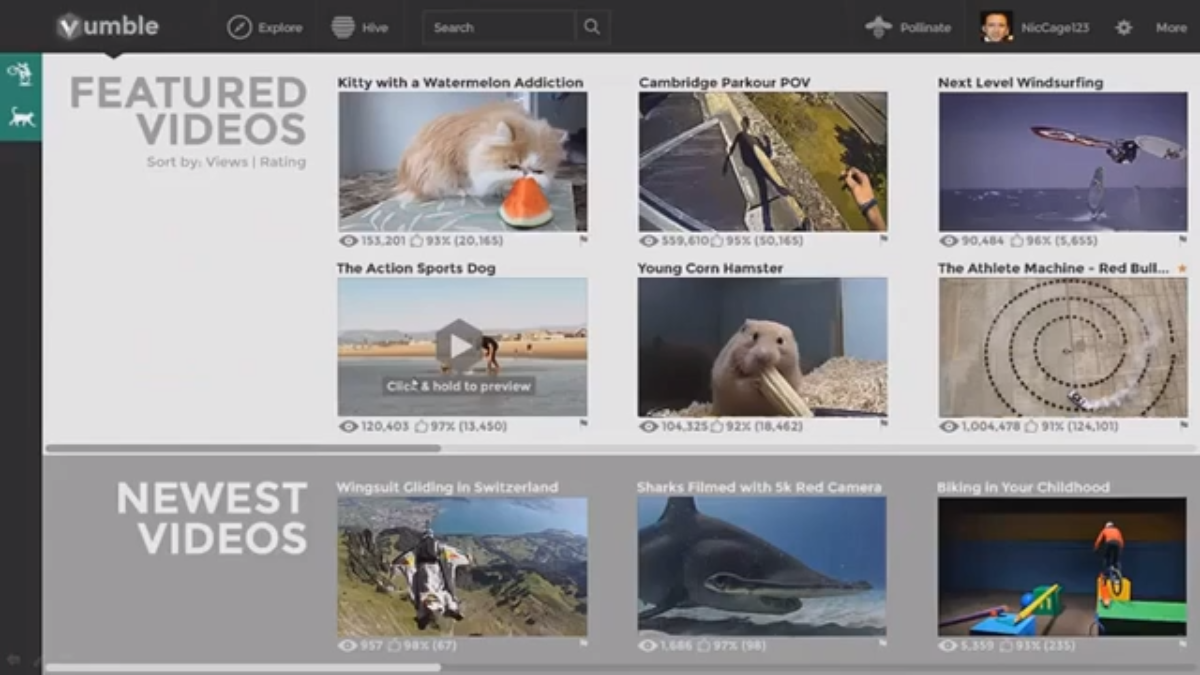 Vumble
Explore
Hive
Search
Pollinate
NicCage123
More
FEATURED
VIDEOS
Sort by: Views | Rating
Kitty with a Watermelon Addiction
153,201 93% (20,165)
Cambridge Parkour POV
559,610 95% (50,165)
Next Level Windsurfing
90,484 96% (5,655)
The Action Sports Dog
Click & hold to preview
120,403 97% (13,450)
Young Corn Hamster
104,325 92% (18,462)
The Athlete Machine - Red Bull...
1,004,478 91% (124,101)
NEWEST
VIDEOS
Wingsuit Gliding in Switzerland
957 98% (67)
Sharks Filmed with 5k Red Camera
1,686 97% (98)
Biking in Your Childhood
5,359 93% (235)